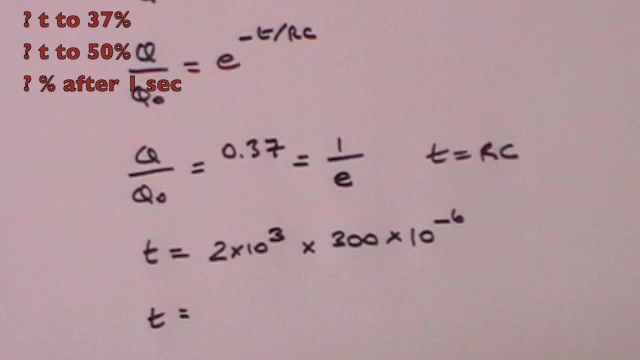 ? t to 37%
? t to 50%
? % after 1 sec
Q/Q₀ = e^(-t/RC)
Q/Q₀ = 0.37 = 1/e t = RC
t = 2×10³ × 300×10⁻⁶
t =